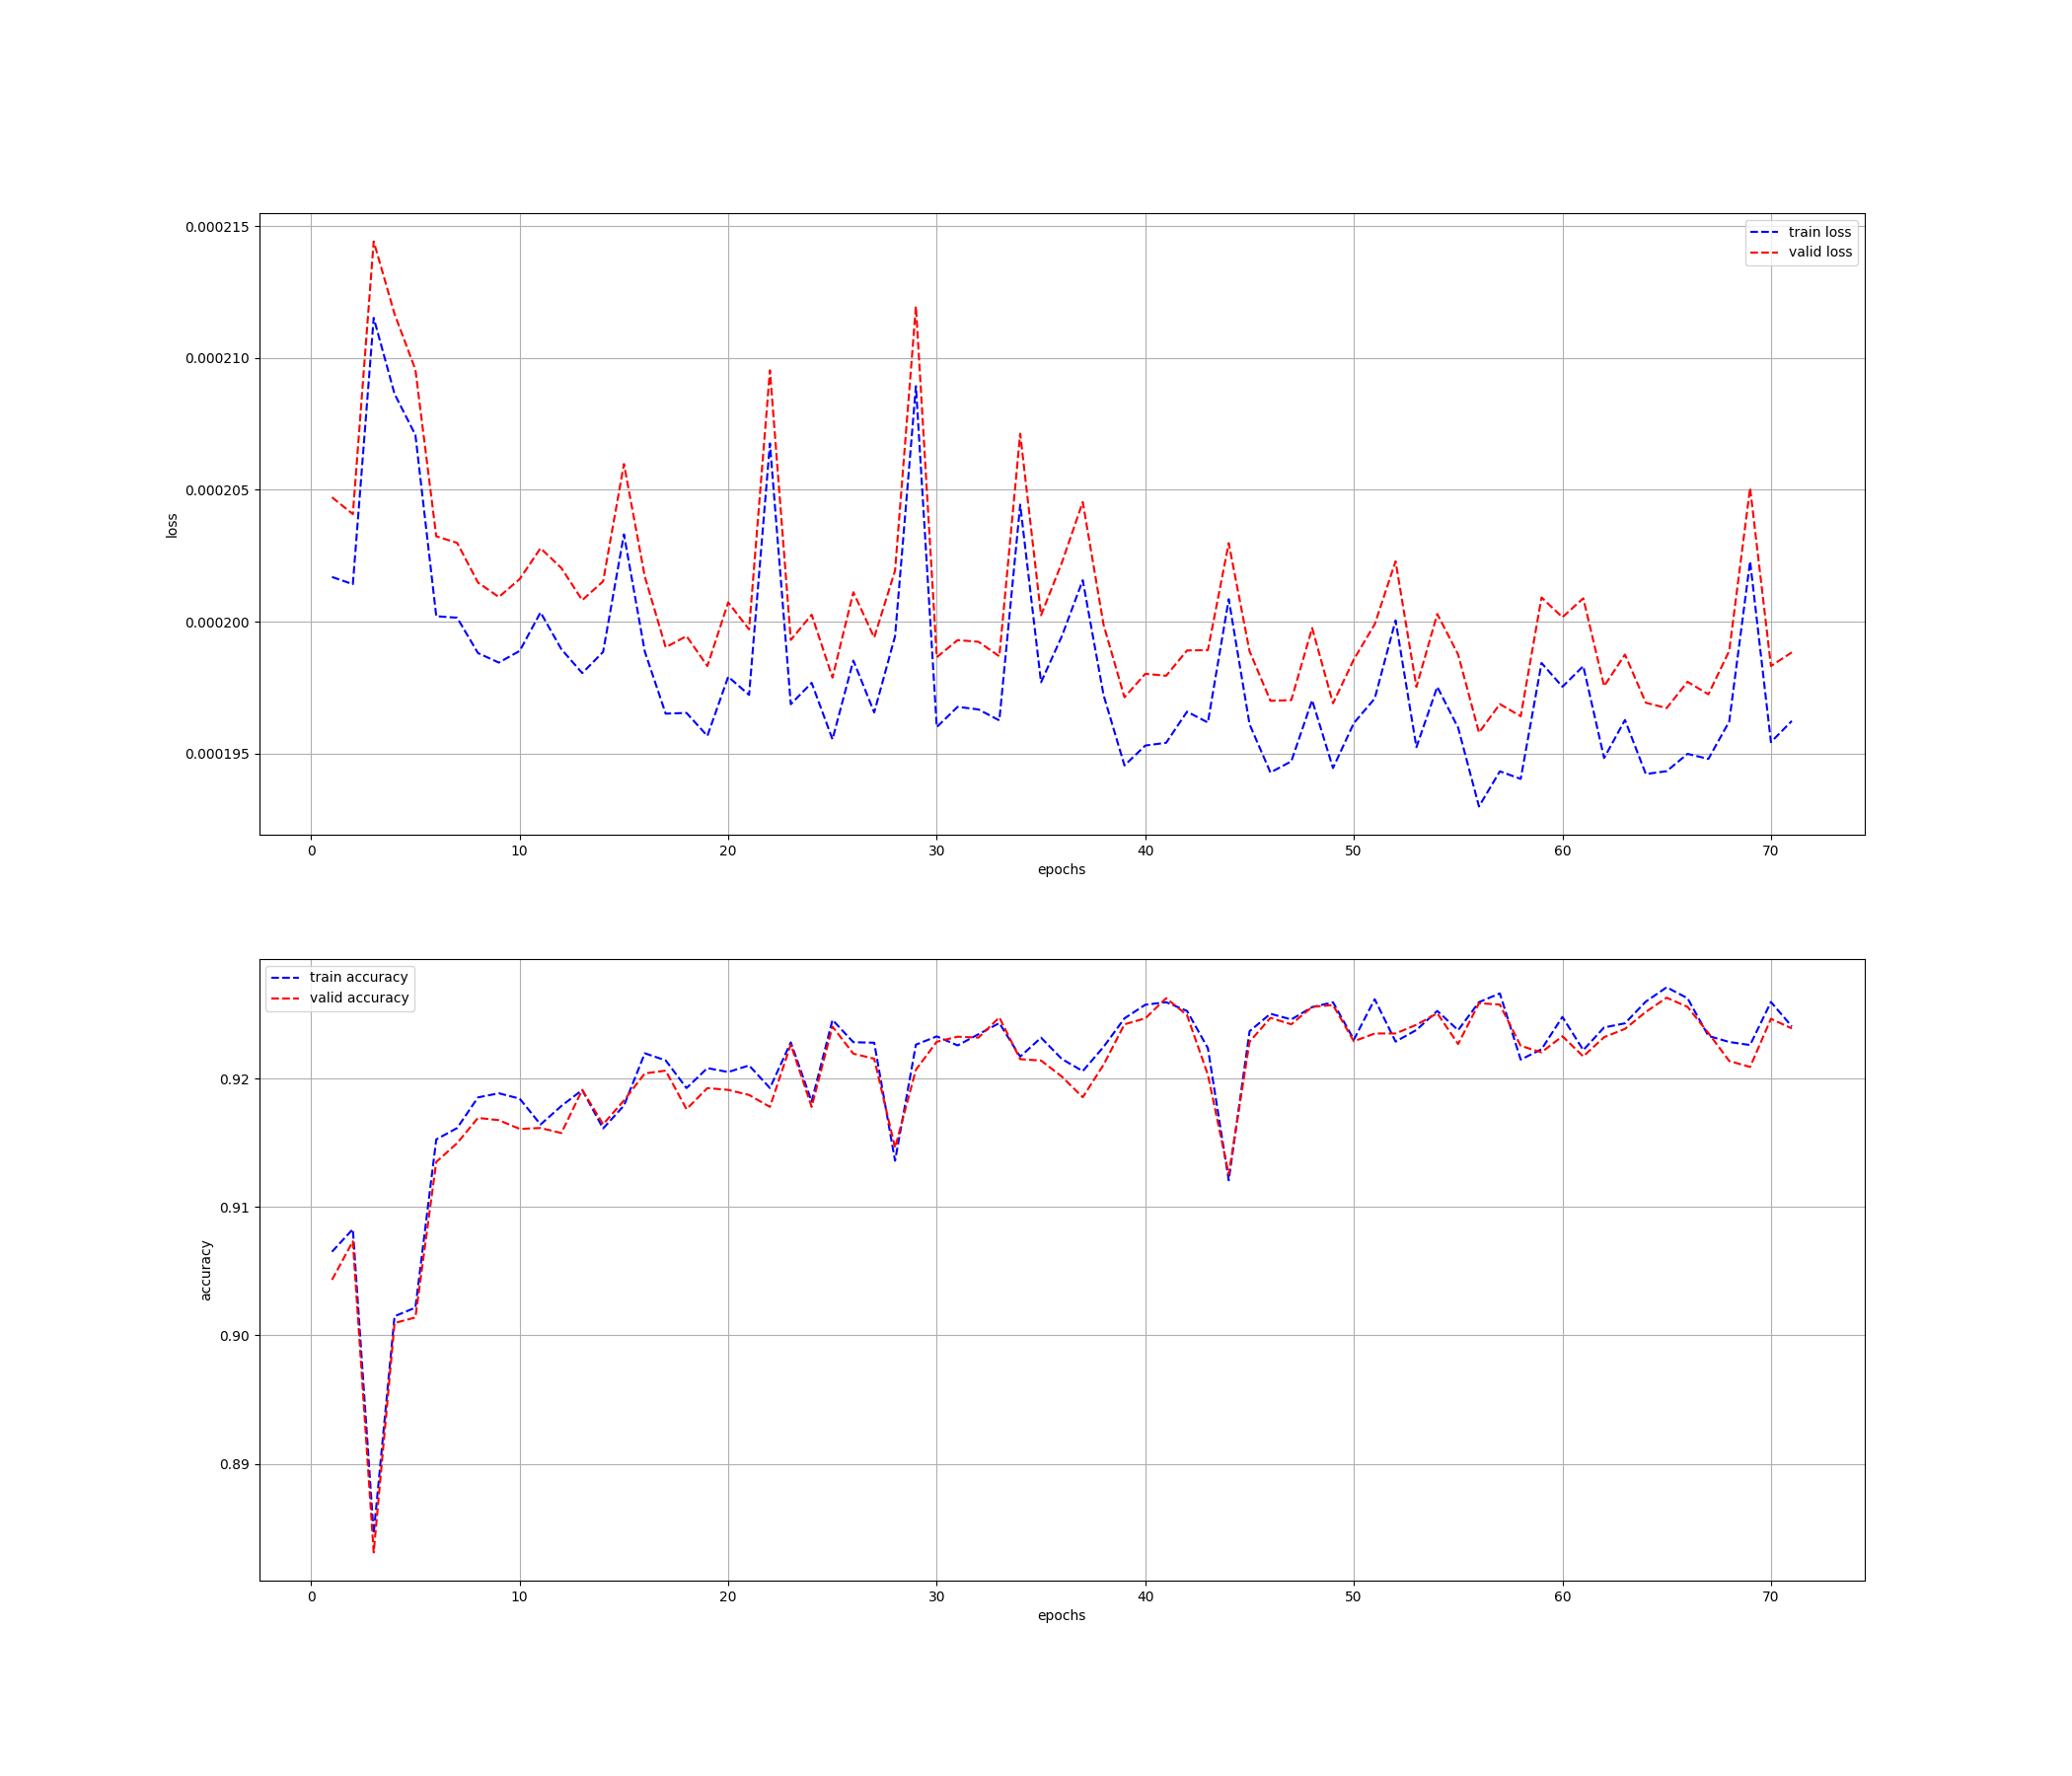 0.000215
0.000210
0.000205
0.000200
0.000195
loss
train loss
valid loss
0 10 20 30 40 50 60 70
epochs
train accuracy
valid accuracy
0.92
0.91
0.90
0.89
accuracy
0 10 20 30 40 50 60 70
epochs